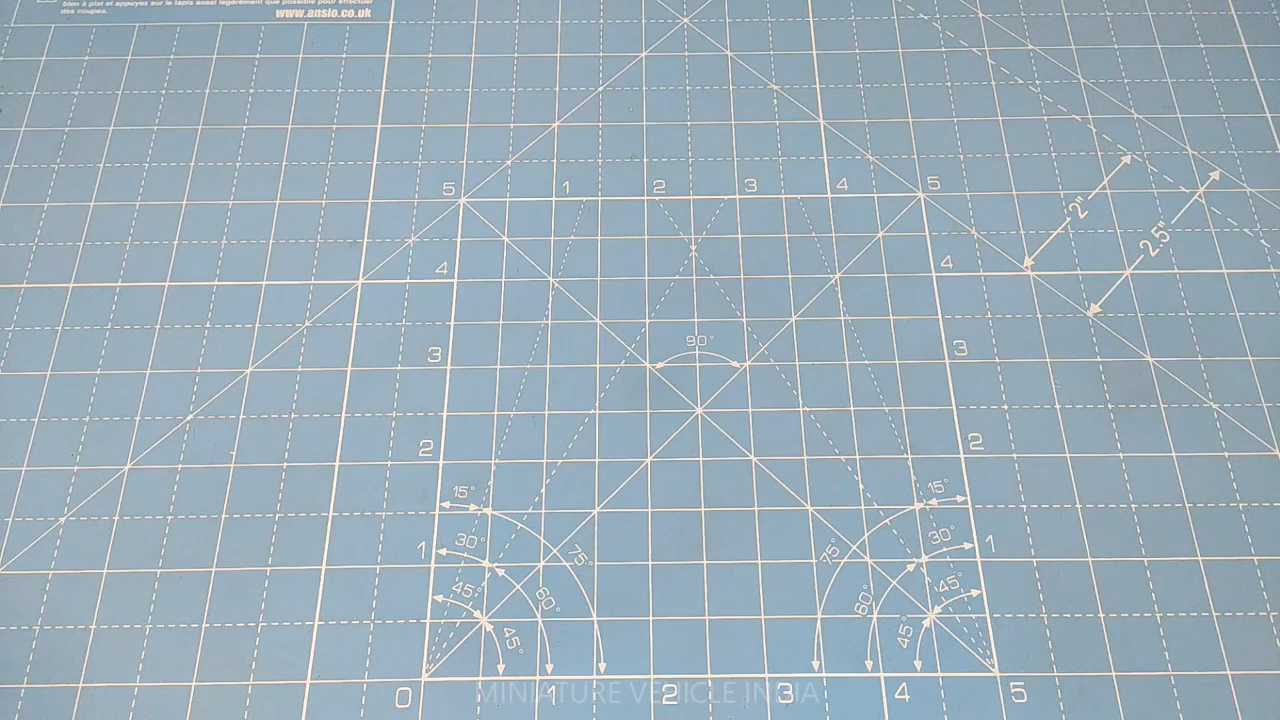 bien à plat et appuyez sur le tapis aussi légèrement que possible pour effectuer
des coupes.
www.ansio.co.uk
5 1 2 3 4 5
2"
2.5"
4 4
90°
3 3
2 2
15° 15°
1 30° 75° 75° 30° 1
45° 60° 60° 45°
45° 45°
0 1 2 3 4 5
MINIATURE VEHICLE INDIA